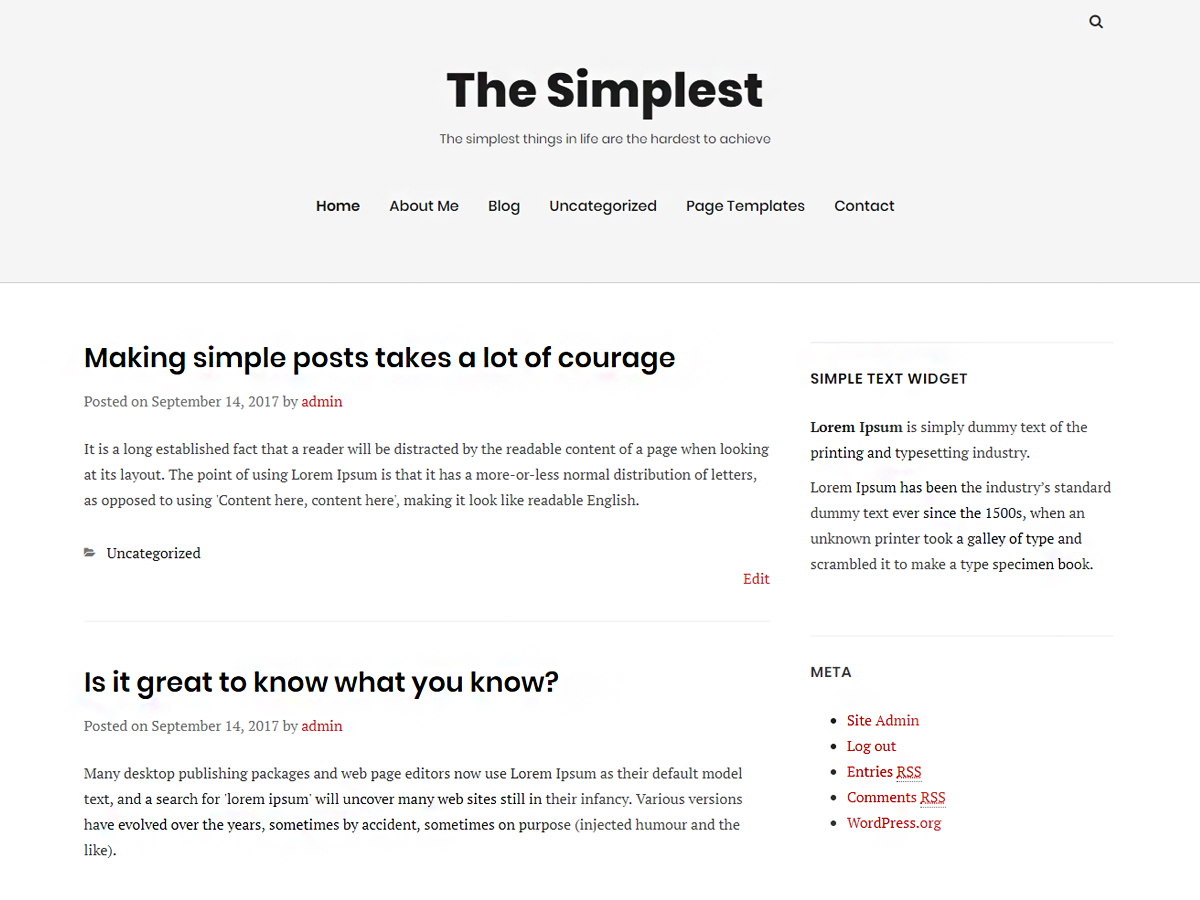 The Simplest
The simplest things in life are the hardest to achieve
Home About Me Blog Uncategorized Page Templates Contact
Making simple posts takes a lot of courage
Posted on September 14, 2017 by admin
It is a long established fact that a reader will be distracted by the readable content of a page when looking
at its layout. The point of using Lorem Ipsum is that it has a more-or-less normal distribution of letters,
as opposed to using 'Content here, content here', making it look like readable English.
Uncategorized
Edit
Is it great to know what you know?
Posted on September 14, 2017 by admin
Many desktop publishing packages and web page editors now use Lorem Ipsum as their default model
text, and a search for 'lorem ipsum' will uncover many web sites still in their infancy. Various versions
have evolved over the years, sometimes by accident, sometimes on purpose (injected humour and the
like).
SIMPLE TEXT WIDGET
Lorem Ipsum is simply dummy text of the
printing and typesetting industry.
Lorem Ipsum has been the industry’s standard
dummy text ever since the 1500s, when an
unknown printer took a galley of type and
scrambled it to make a type specimen book.
META
Site Admin
Log out
Entries RSS
Comments RSS
WordPress.org